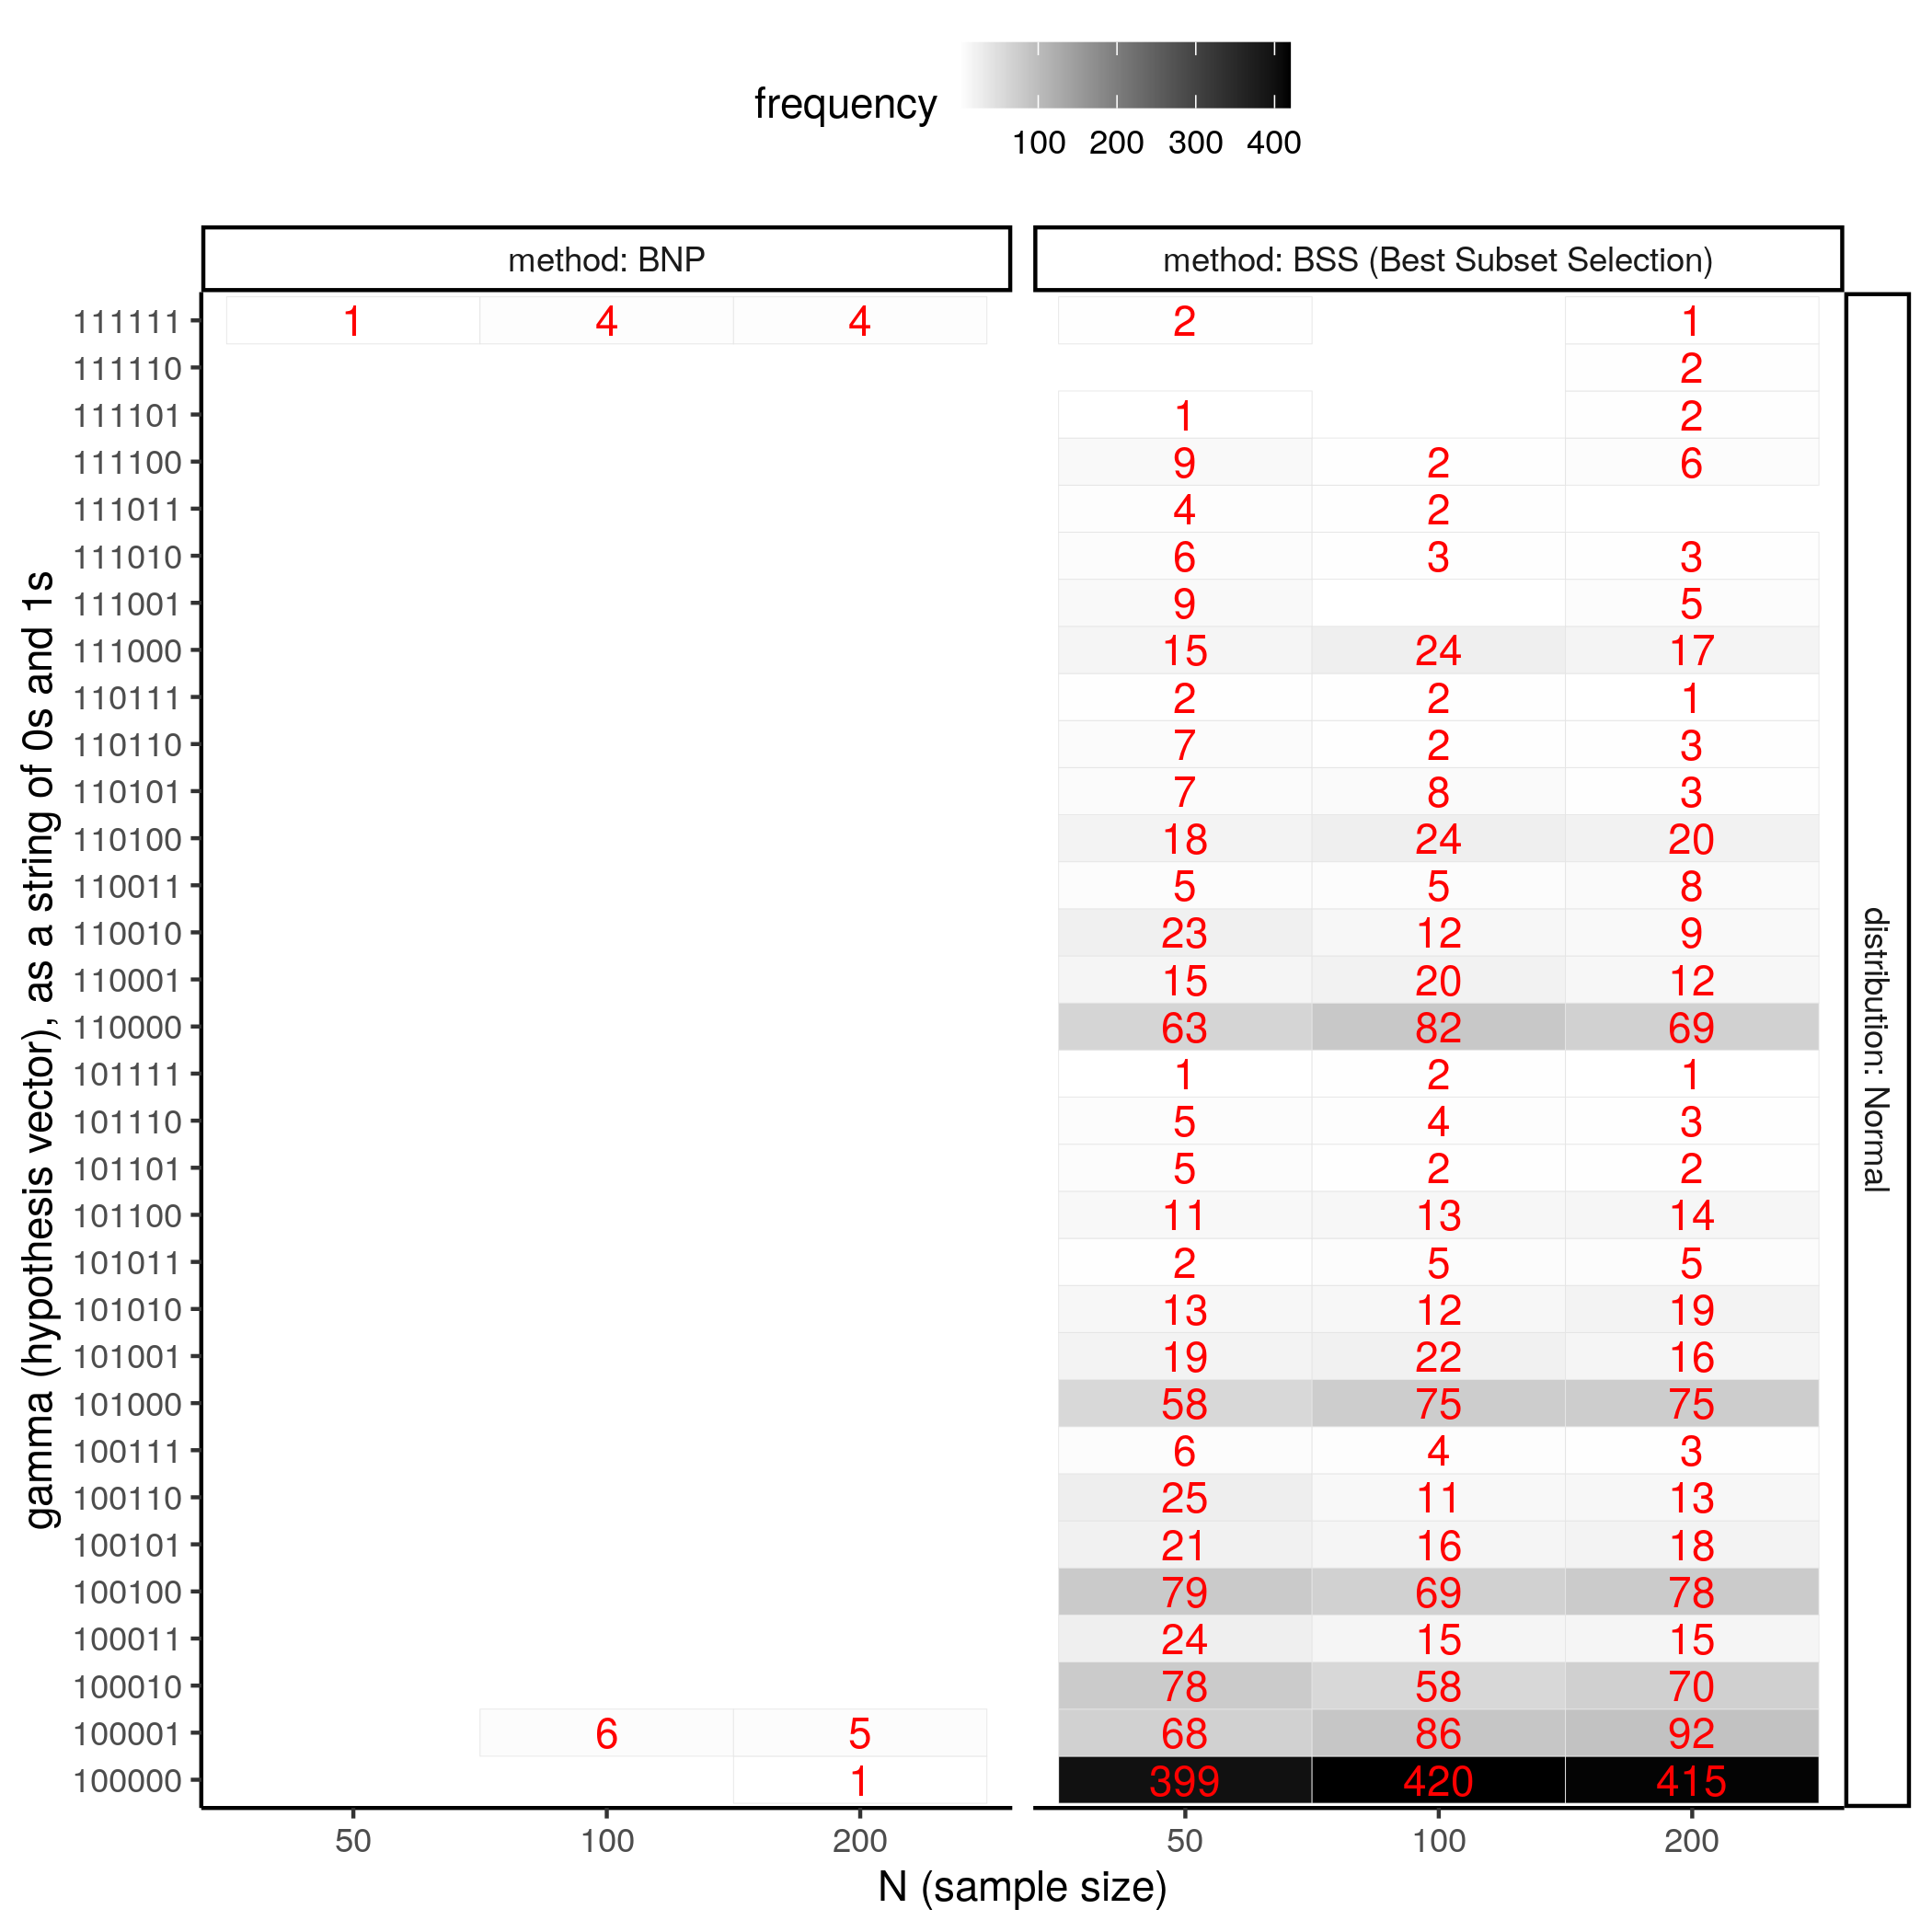 frequency
100 200 300 400
method: BNP
method: BSS (Best Subset Selection)
gamma (hypothesis vector), as a string of 0s and 1s
distribution: Normal
111111 1 4 4 2 1
111110 2
111101 1 2
111100 9 2 6
111011 4 2
111010 6 3 3
111001 9 5
111000 15 24 17
110111 2 2 1
110110 7 2 3
110101 7 8 3
110100 18 24 20
110011 5 5 8
110010 23 12 9
110001 15 20 12
110000 63 82 69
101111 1 2 1
101110 5 4 3
101101 5 2 2
101100 11 13 14
101011 2 5 5
101010 13 12 19
101001 19 22 16
101000 58 75 75
100111 6 4 3
100110 25 11 13
100101 21 16 18
100100 79 69 78
100011 24 15 15
100010 78 58 70
100001 6 5 68 86 92
100000 1 399 420 415
50 100 200 50 100 200
N (sample size)